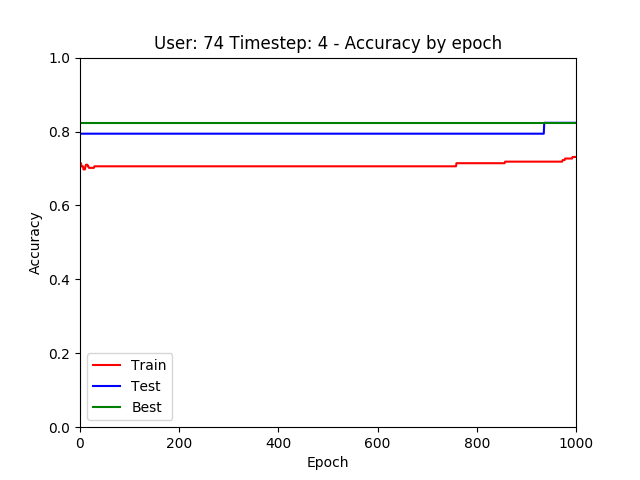 User: 74 Timestep: 4 - Accuracy by epoch
1.0
0.8
0.6
0.4
0.2
0.0
Accuracy
Train
Test
Best
0 200 400 600 800 1000
Epoch